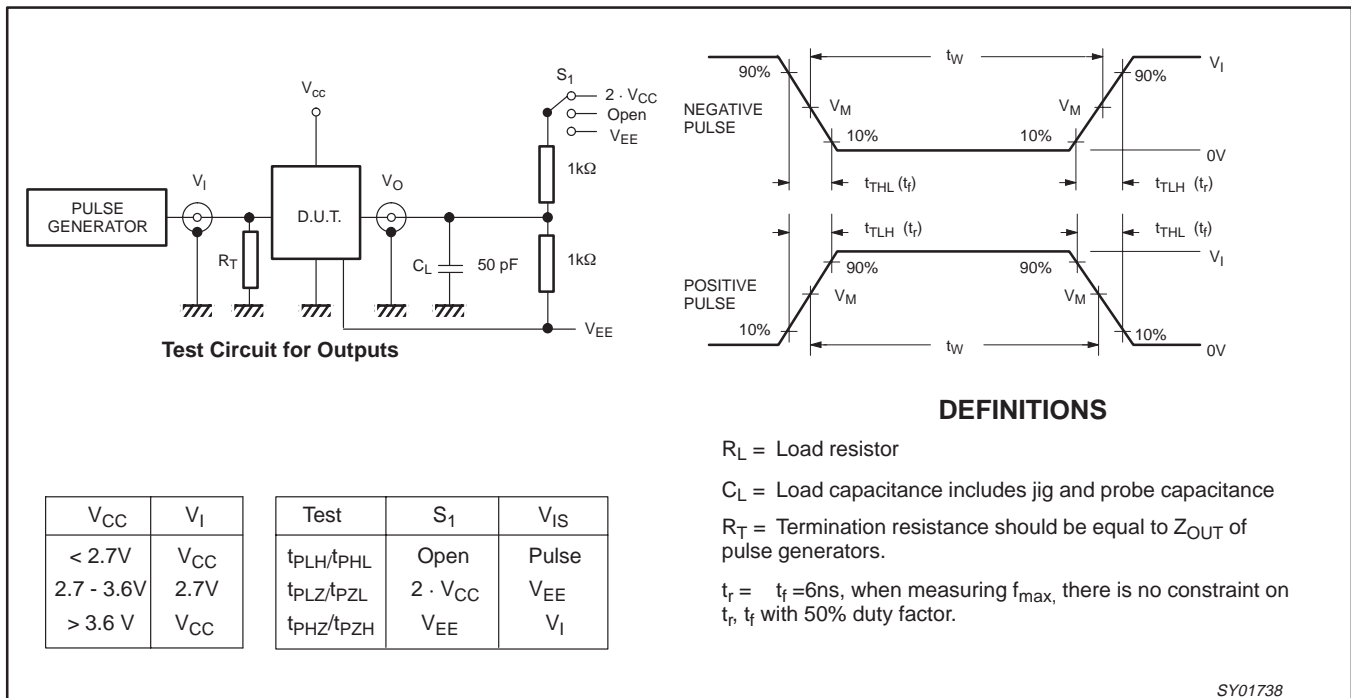 S1
2 · VCC
Open
VEE
Vcc
1kΩ
VI
VO
PULSE
GENERATOR
D.U.T.
RT
CL
50 pF
1kΩ
VEE
Test Circuit for Outputs
tW
90%
90%
VI
NEGATIVE
PULSE
VM
VM
10%
10%
0V
tTHL (tf)
tTLH (tr)
tTLH (tr)
tTHL (tf)
VI
90%
90%
POSITIVE
PULSE
VM
VM
10%
10%
tW
0V
DEFINITIONS
RL = Load resistor
CL = Load capacitance includes jig and probe capacitance
RT = Termination resistance should be equal to ZOUT of
pulse generators.
tr = tf =6ns, when measuring fmax, there is no constraint on
tr, tf with 50% duty factor.
VCC VI
< 2.7V VCC
2.7 - 3.6V 2.7V
> 3.6 V VCC
Test S1 VIS
tPLH/tPHL Open Pulse
tPLZ/tPZL 2 · VCC VEE
tPHZ/tPZH VEE VI
SY01738